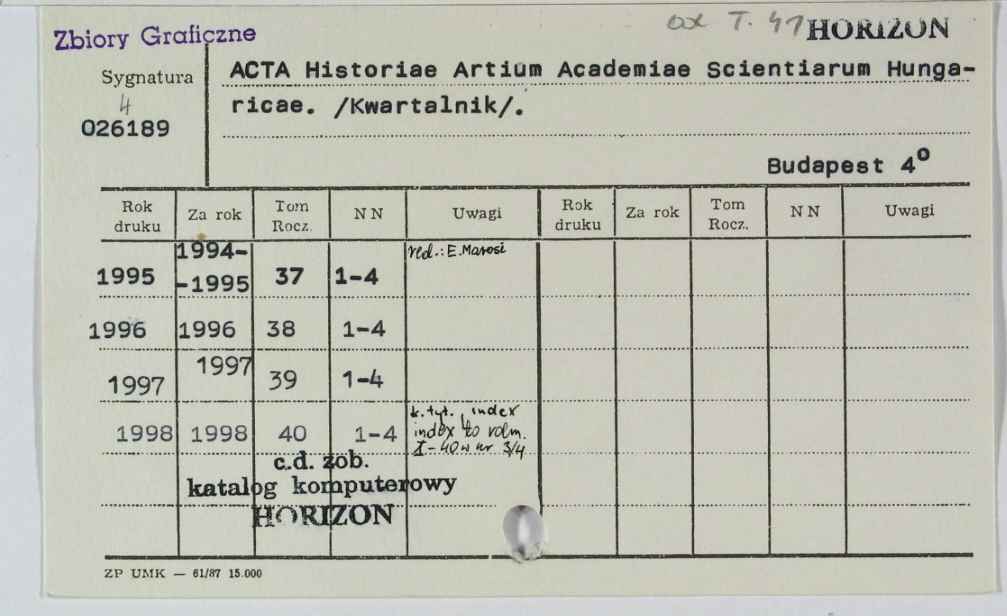 Zbiory Graficzne
od T. 41 HORIZON
Sygnatura
4
026189
ACTA Historiae Artium Academiae Scientiarum Hunga-
ricae. /Kwartalnik/.
Budapest 4°
Rok druku Za rok Tom Rocz. NN Uwagi Rok druku Za rok Tom Rocz. NN Uwagi
1995 1994-
-1995 37 1-4 red.: E. Marosi
1996 1996 38 1-4
1997 1997 39 1-4
1998 1998 40 1-4 k. tyt., index
index to volm.
I-40 w nr 3/4
c.d. zob.
katalog komputerowy
HORIZON
ZP UMK — 61/87 15.000